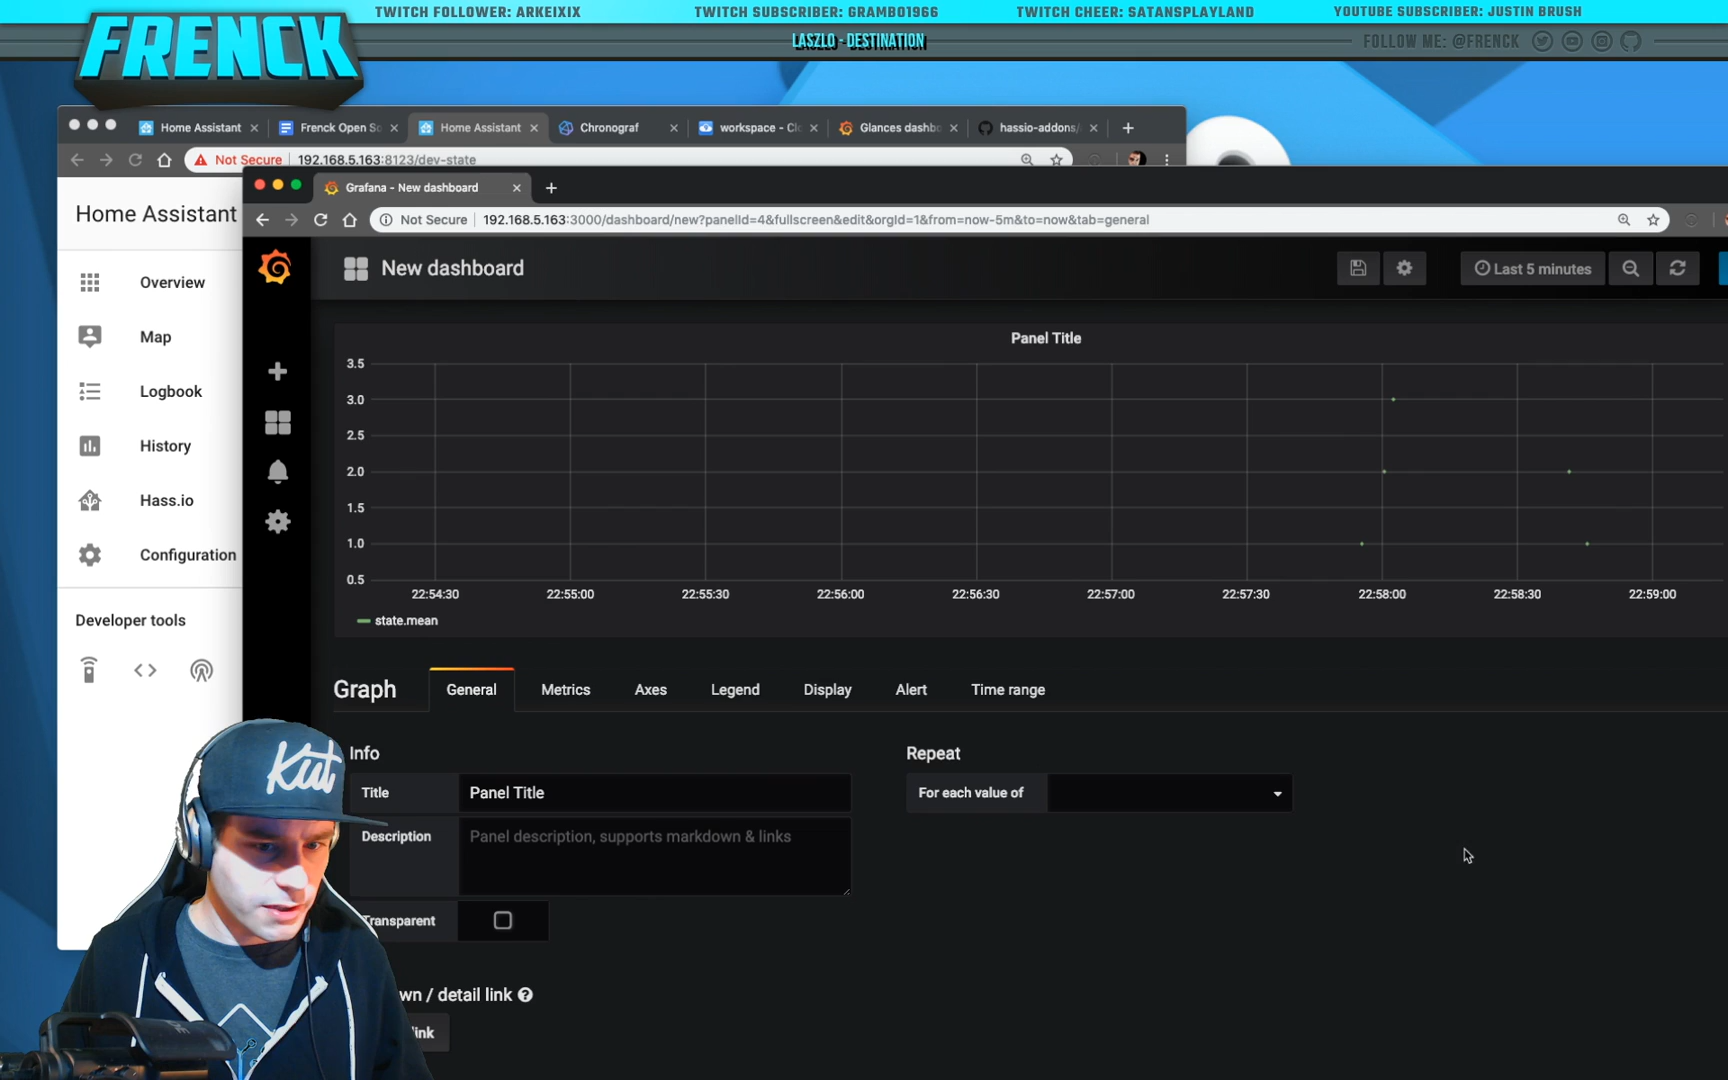 TWITCH FOLLOWER: ARKEIXIX
TWITCH SUBSCRIBER: GRAMBO1966
TWITCH CHEER: SATANSPLAYLAND
YOUTUBE SUBSCRIBER: JUSTIN BRUSH
FRENCK
LASZLO - DESTINATION
FOLLOW ME: @FRENCK
Home Assistant
Frenck Open So
Home Assistant
Chronograf
workspace - Clo
Glances dashbo
hassio-addons/
Not Secure
192.168.5.163:8123/dev-state
Grafana - New dashboard
Not Secure
192.168.5.163:3000/dashboard/new?panelId=4&fullscreen&edit&orgId=1&from=now-5m&to=now&tab=general
Home Assistant
Overview
Map
Logbook
History
Hass.io
Configuration
Developer tools
New dashboard
Last 5 minutes
Panel Title
3.5
3.0
2.5
2.0
1.5
1.0
0.5
22:54:30 22:55:00 22:55:30 22:56:00 22:56:30 22:57:00 22:57:30 22:58:00 22:58:30 22:59:00
state.mean
Graph
General
Metrics
Axes
Legend
Display
Alert
Time range
Info
Title
Panel Title
Description
Panel description, supports markdown & links
Transparent
wn / detail link
ink
Repeat
For each value of
Kut